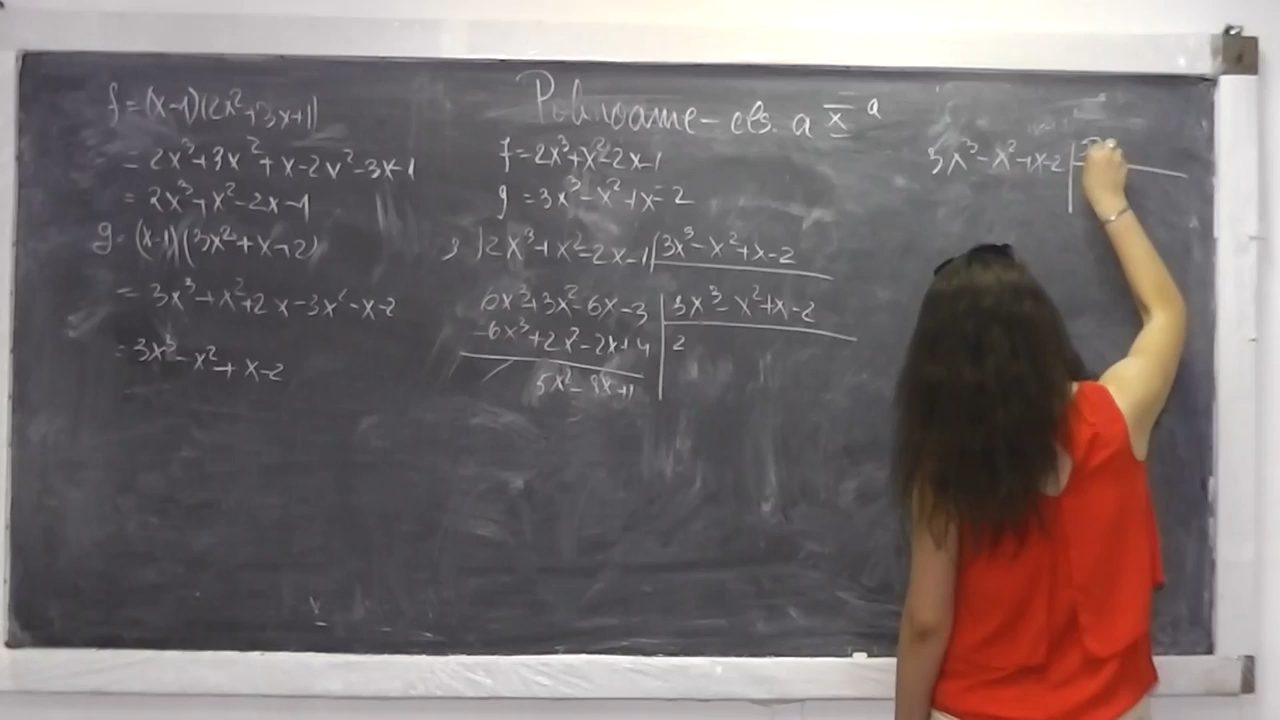 Polinoame - cls. a X a
f = (x-1)(2x²+3x+1)
= 2x³+3x²+x-2x²-3x-1
= 2x³+x²-2x-1
g = (x-1)(3x²+x+2)
= 3x³+x²+2x-3x²-x-2
= 3x³-x²+x-2
f = 2x³+x²-2x-1
g = 3x³-x²+x-2
3) 2x³+x²-2x-1 | 3x³-x²+x-2
6x³+3x²-6x-3 | 3x³-x²+x-2
-6x³+2x²-2x+4 | 2
/ 5x²-8x+1
3x³-x²+x-2